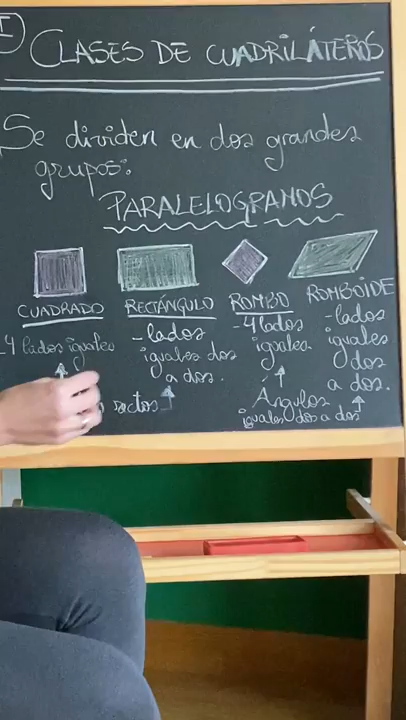 I
CLASES DE CUADRILÁTEROS
Se dividen en dos grandes
grupos:
PARALELOGRAMOS
CUADRADO
- 4 lados iguales
RECTÁNGULO
- lados
iguales dos
a dos.
rectos
ROMBO
- 4 lados
iguales.
ROMBOIDE
- lados
iguales
dos
a dos.
Ángulos
iguales dos a dos